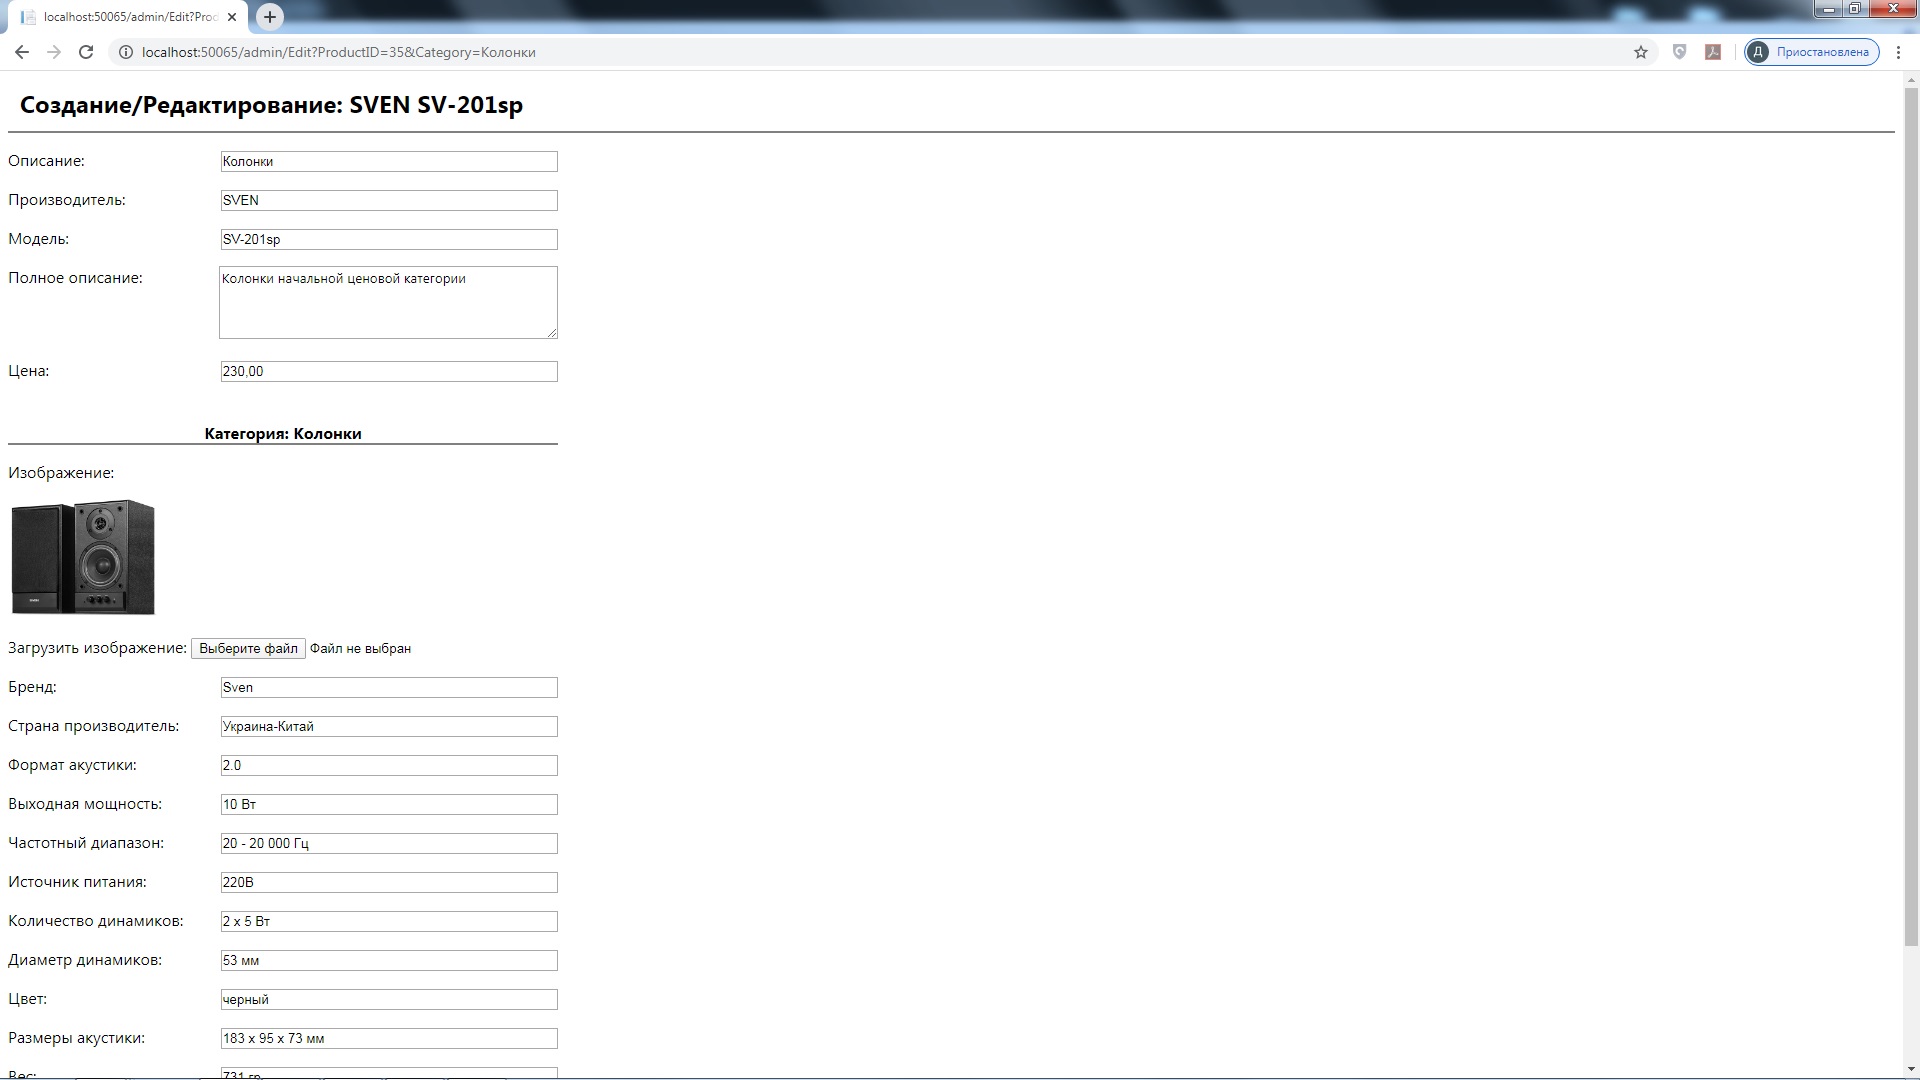 localhost:50065/admin/Edit?Prod
localhost:50065/admin/Edit?ProductID=35&Category=Колонки
Д Приостановлена
Создание/Редактирование: SVEN SV-201sp
Описание: Колонки
Производитель: SVEN
Модель: SV-201sp
Полное описание: Колонки начальной ценовой категории
Цена: 230,00
Категория: Колонки
Изображение:
Загрузить изображение: Выберите файл Файл не выбран
Бренд: Sven
Страна производитель: Украина-Китай
Формат акустики: 2.0
Выходная мощность: 10 Вт
Частотный диапазон: 20 - 20 000 Гц
Источник питания: 220В
Количество динамиков: 2 x 5 Вт
Диаметр динамиков: 53 мм
Цвет: черный
Размеры акустики: 183 x 95 x 73 мм
Вес: 731 гр